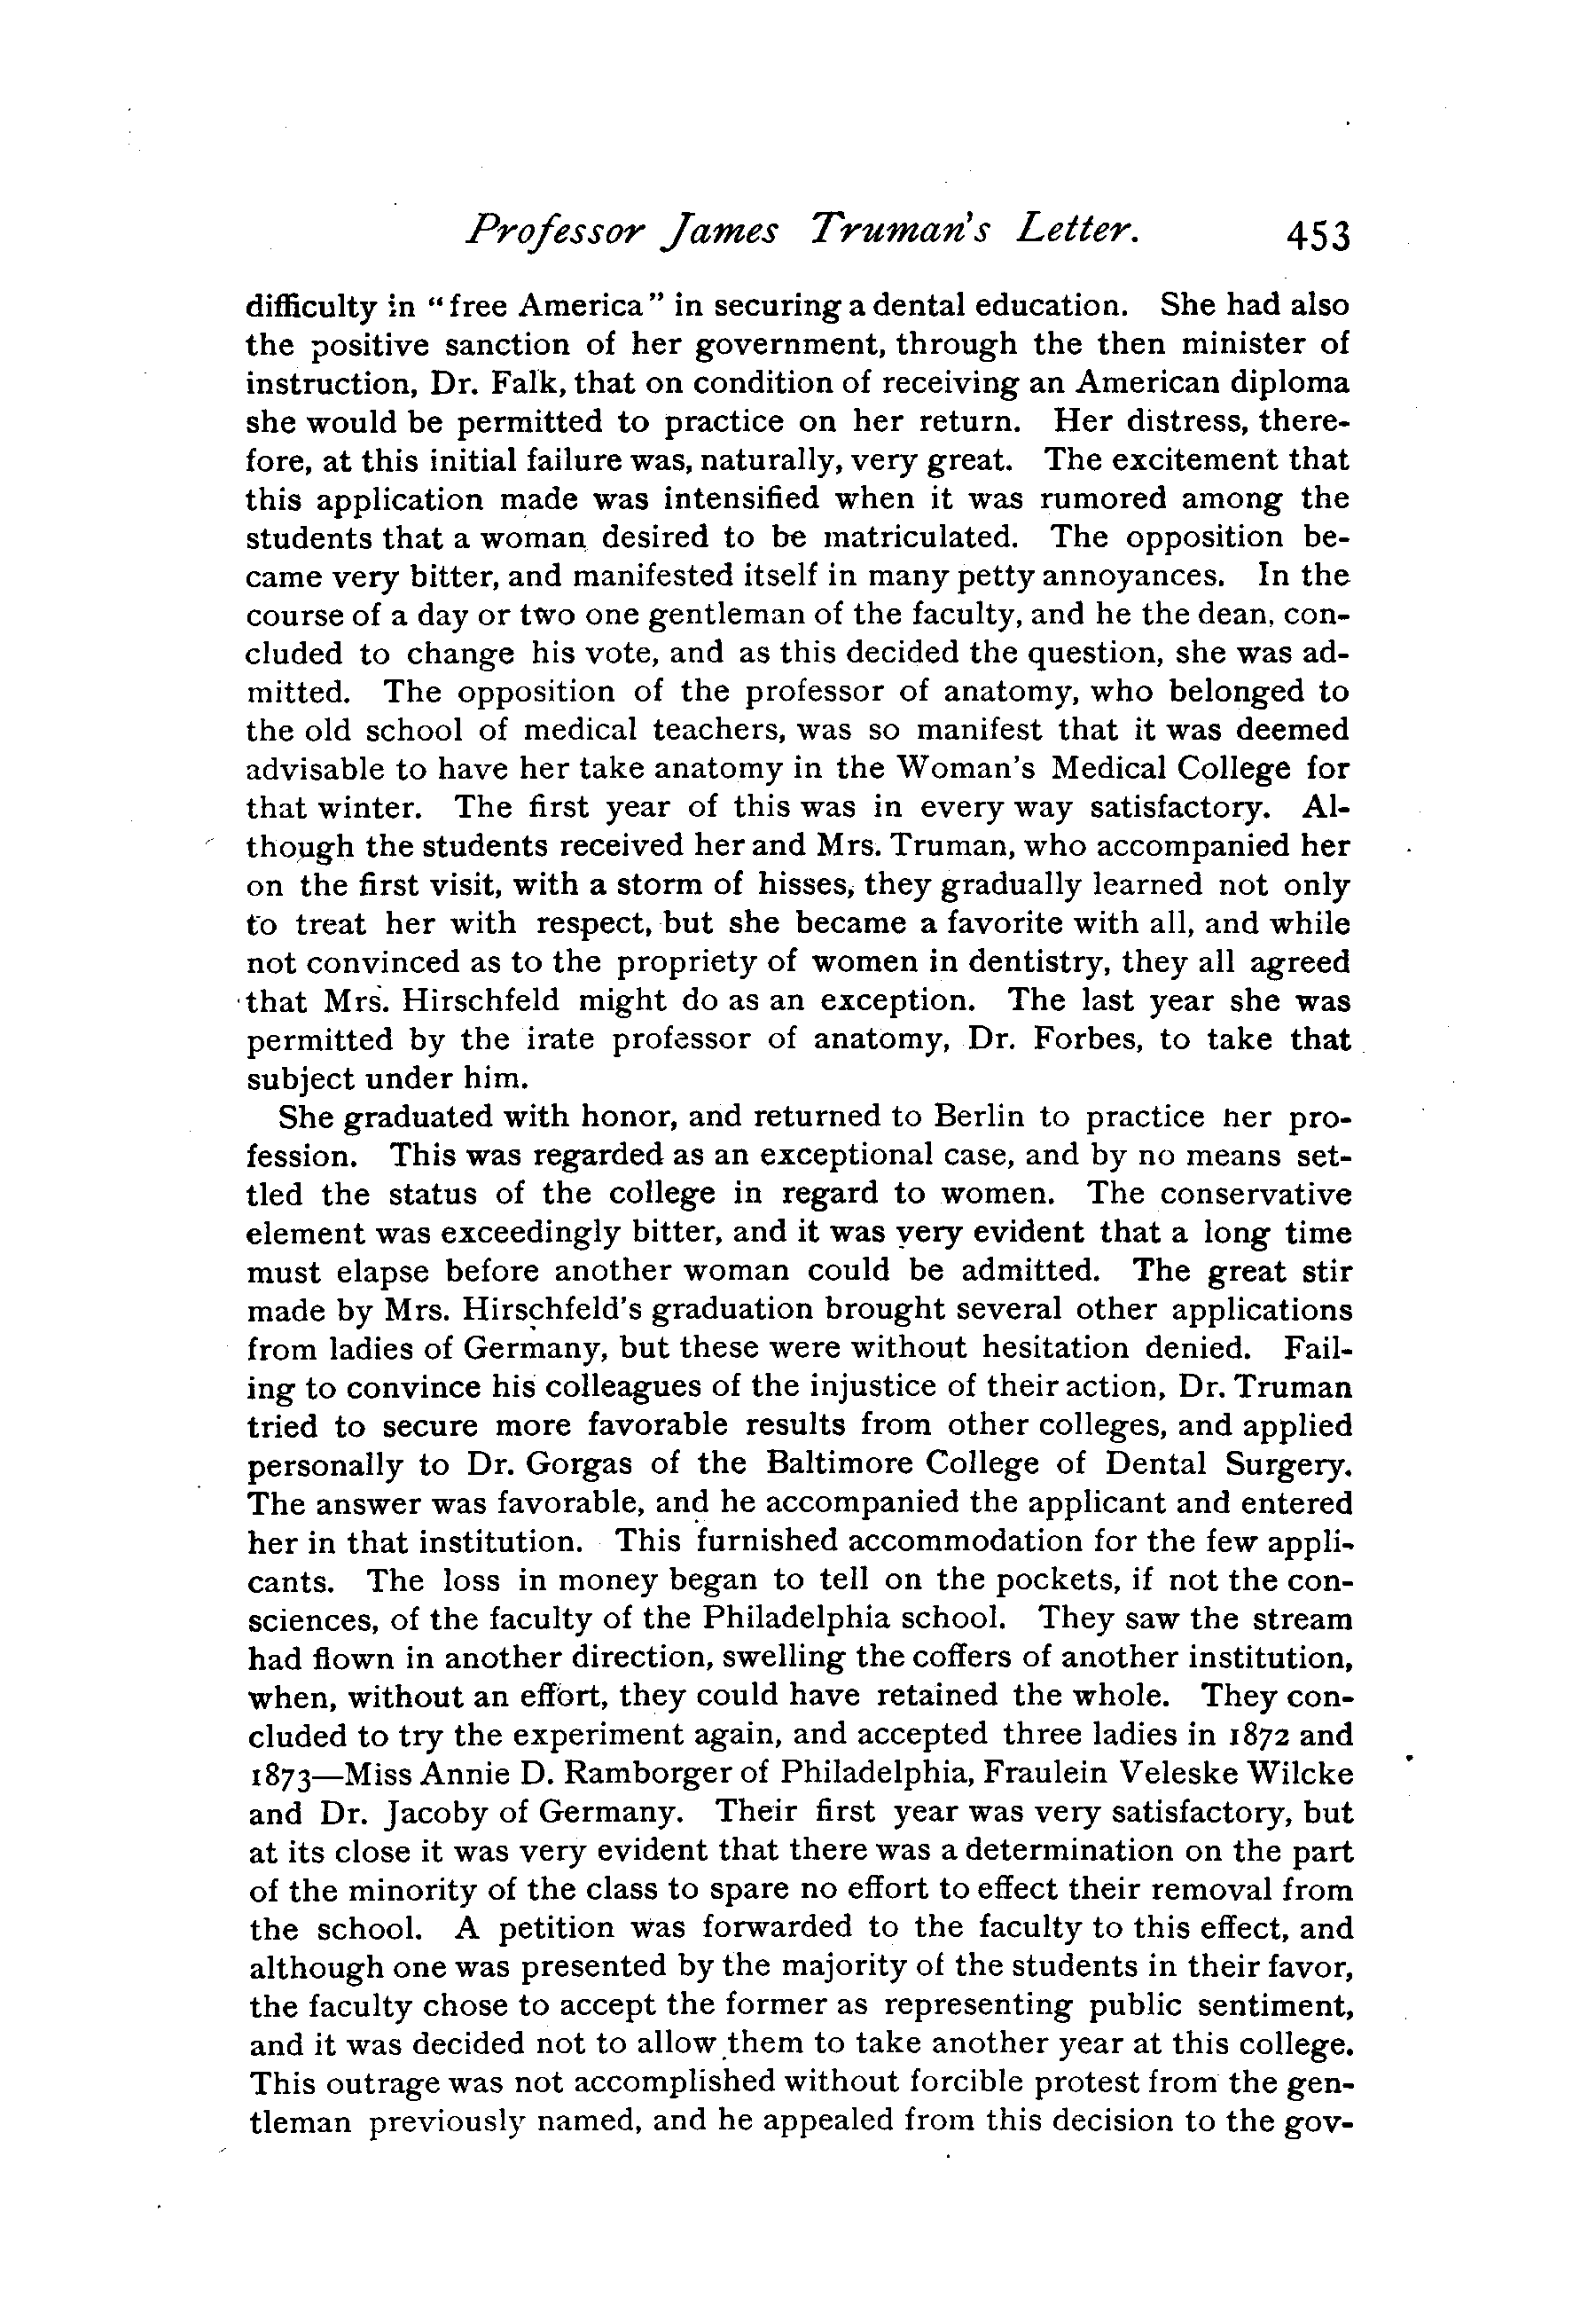 Professor James Truman's Letter. 453
difficulty in "free America" in securing a dental education. She had also
the positive sanction of her government, through the then minister of
instruction, Dr. Falk, that on condition of receiving an American diploma
she would be permitted to practice on her return. Her distress, there-
fore, at this initial failure was, naturally, very great. The excitement that
this application made was intensified when it was rumored among the
students that a woman desired to be matriculated. The opposition be-
came very bitter, and manifested itself in many petty annoyances. In the
course of a day or two one gentleman of the faculty, and he the dean, con-
cluded to change his vote, and as this decided the question, she was ad-
mitted. The opposition of the professor of anatomy, who belonged to
the old school of medical teachers, was so manifest that it was deemed
advisable to have her take anatomy in the Woman's Medical College for
that winter. The first year of this was in every way satisfactory. Al-
though the students received her and Mrs. Truman, who accompanied her
on the first visit, with a storm of hisses, they gradually learned not only
to treat her with respect, but she became a favorite with all, and while
not convinced as to the propriety of women in dentistry, they all agreed
that Mrs. Hirschfeld might do as an exception. The last year she was
permitted by the irate professor of anatomy, Dr. Forbes, to take that
subject under him.
She graduated with honor, and returned to Berlin to practice her pro-
fession. This was regarded as an exceptional case, and by no means set-
tled the status of the college in regard to women. The conservative
element was exceedingly bitter, and it was very evident that a long time
must elapse before another woman could be admitted. The great stir
made by Mrs. Hirschfeld's graduation brought several other applications
from ladies of Germany, but these were without hesitation denied. Fail-
ing to convince his colleagues of the injustice of their action, Dr. Truman
tried to secure more favorable results from other colleges, and applied
personally to Dr. Gorgas of the Baltimore College of Dental Surgery.
The answer was favorable, and he accompanied the applicant and entered
her in that institution. This furnished accommodation for the few appli-
cants. The loss in money began to tell on the pockets, if not the con-
sciences, of the faculty of the Philadelphia school. They saw the stream
had flown in another direction, swelling the coffers of another institution,
when, without an effort, they could have retained the whole. They con-
cluded to try the experiment again, and accepted three ladies in 1872 and
1873—Miss Annie D. Ramborger of Philadelphia, Fraulein Veleske Wilcke
and Dr. Jacoby of Germany. Their first year was very satisfactory, but
at its close it was very evident that there was a determination on the part
of the minority of the class to spare no effort to effect their removal from
the school. A petition was forwarded to the faculty to this effect, and
although one was presented by the majority of the students in their favor,
the faculty chose to accept the former as representing public sentiment,
and it was decided not to allow them to take another year at this college.
This outrage was not accomplished without forcible protest from the gen-
tleman previously named, and he appealed from this decision to the gov-